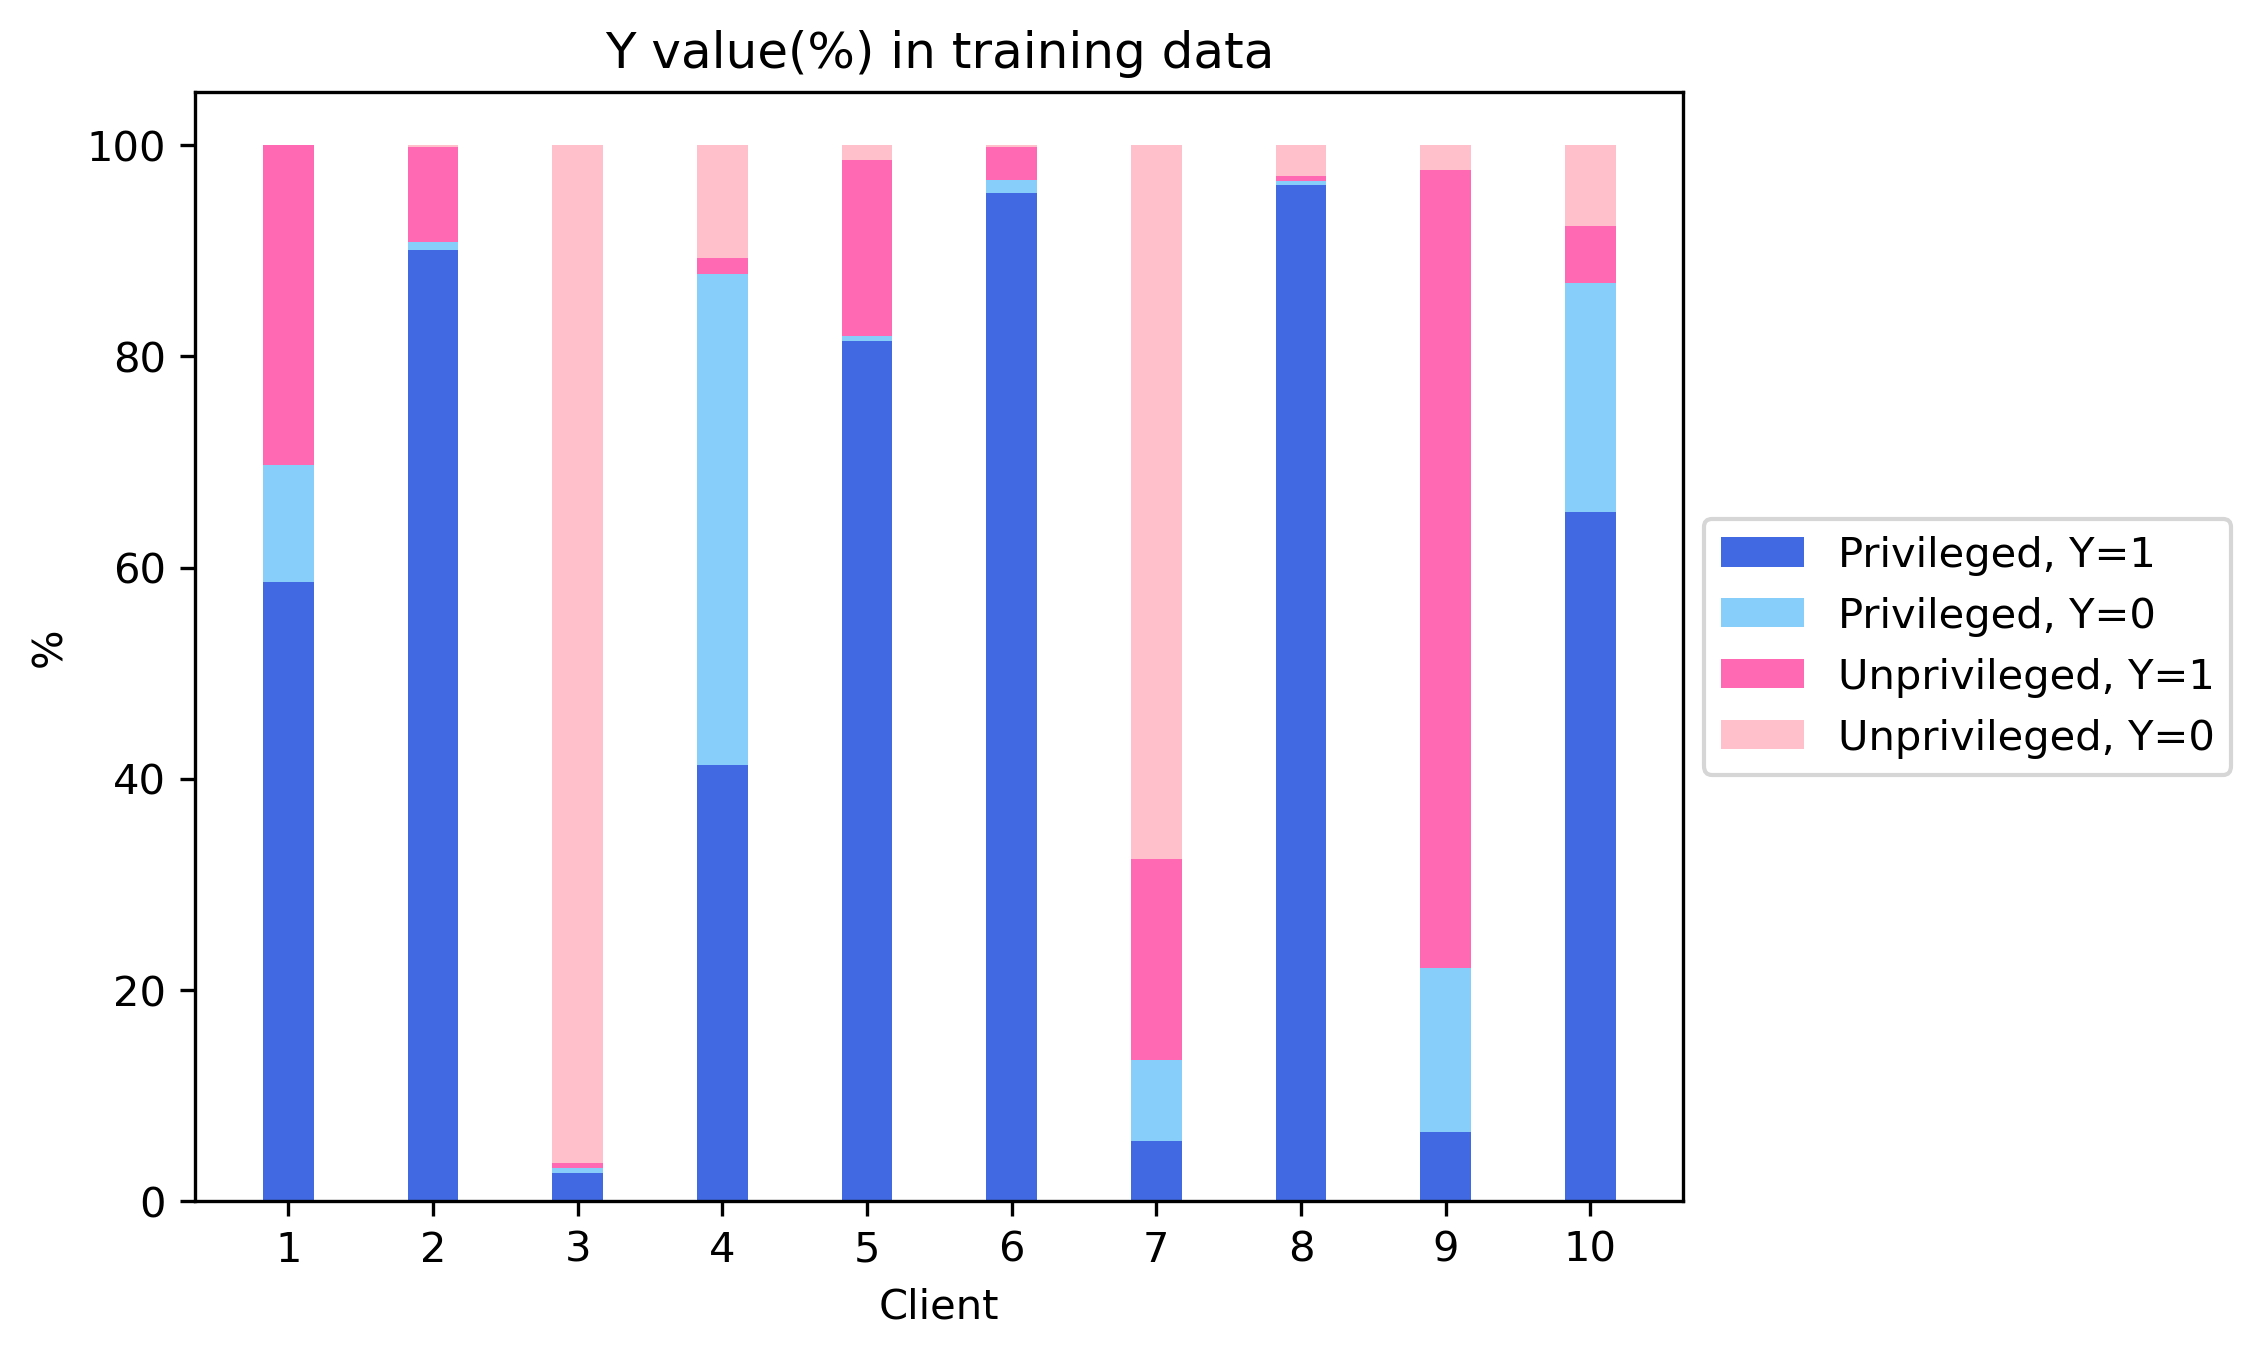 Y value(%) in training data
100
80
60
40
20
0
%
1 2 3 4 5 6 7 8 9 10
Client
Privileged, Y=1
Privileged, Y=0
Unprivileged, Y=1
Unprivileged, Y=0